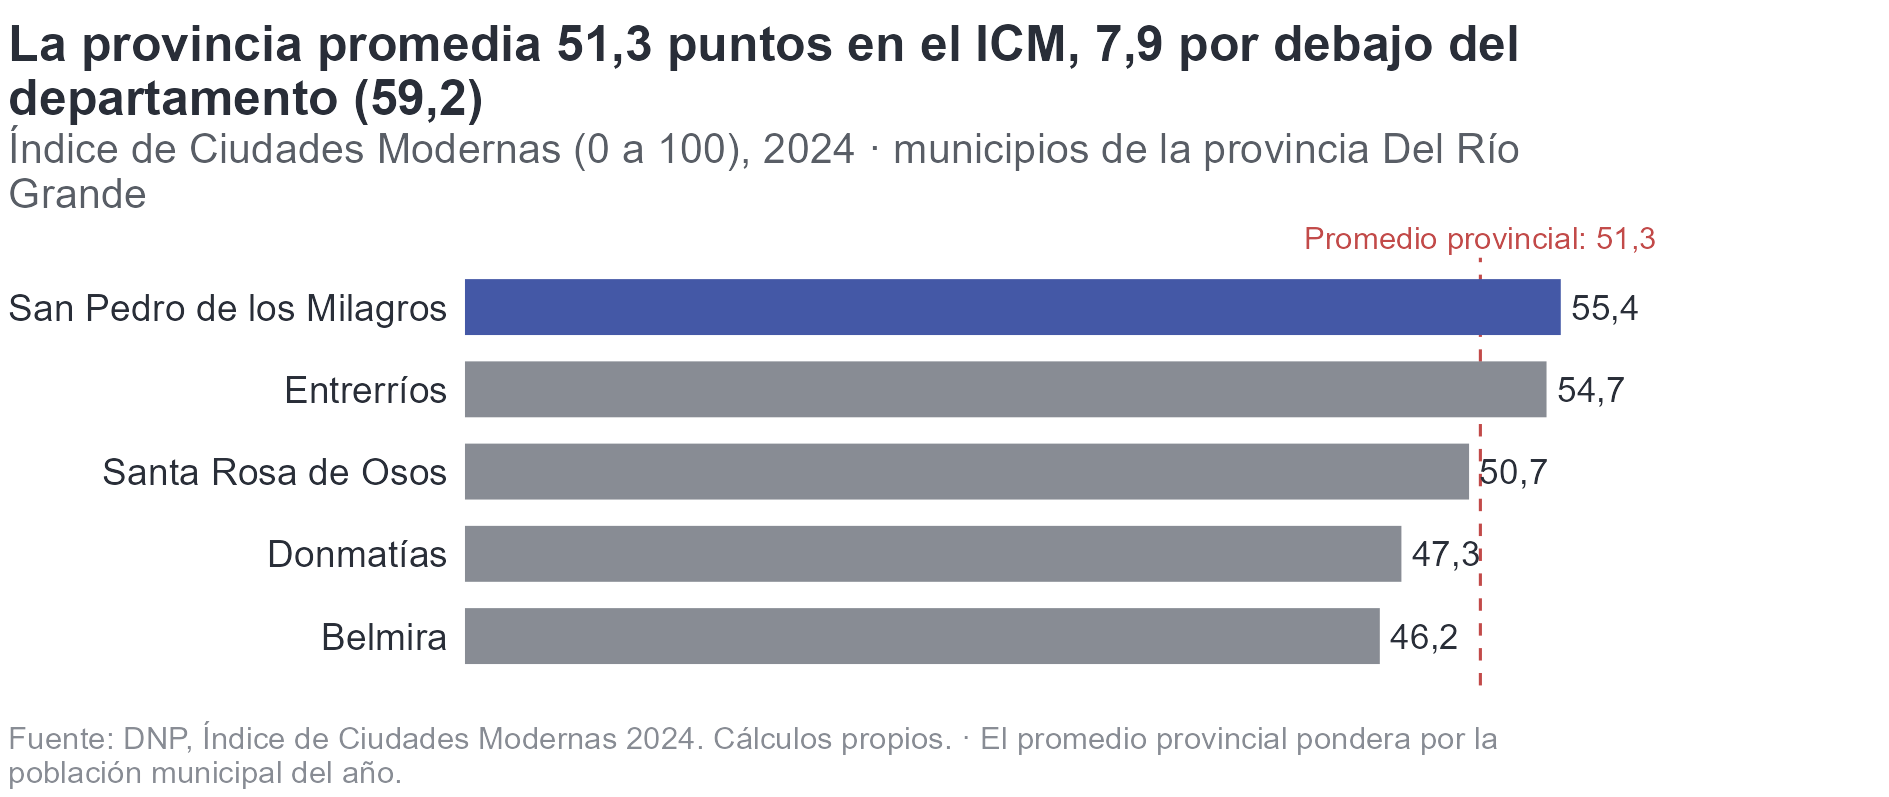 La provincia promedia 51,3 puntos en el ICM, 7,9 por debajo del
departamento (59,2)
Índice de Ciudades Modernas (0 a 100), 2024 · municipios de la provincia Del Río
Grande
Promedio provincial: 51,3
San Pedro de los Milagros 55,4
Entrerríos 54,7
Santa Rosa de Osos 50,7
Donmatías 47,3
Belmira 46,2
Fuente: DNP, Índice de Ciudades Modernas 2024. Cálculos propios. · El promedio provincial pondera por la
población municipal del año.